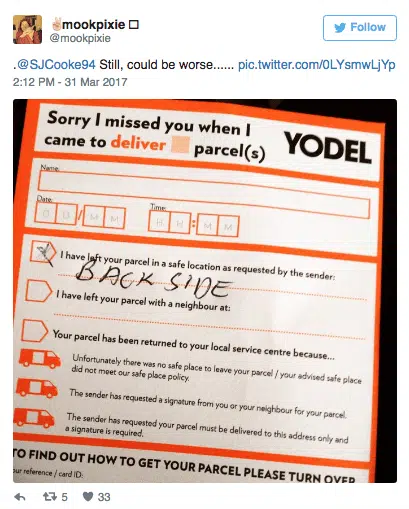 ✌🏻mookpixie □
@mookpixie
Follow
.@SJCooke94 Still, could be worse...... pic.twitter.com/0LYsmwLjYp
2:12 PM - 31 Mar 2017
Sorry I missed you when I
came to deliver parcel(s)
YODEL
Name:
Date:
Time:
D D / M M
H H : M M
I have left your parcel in a safe location as requested by the sender:
BACK SIDE
I have left your parcel with a neighbour at:
Your parcel has been returned to your local service centre because...
Unfortunately there was no safe place to leave your parcel / your advised safe place
did not meet our safe place policy.
The sender has requested a signature from you or your neighbour for your parcel.
The sender has requested your parcel must be delivered to this address only and
a signature is required.
TO FIND OUT HOW TO GET YOUR PARCEL PLEASE TURN OVER
our reference / card ID:
5
33